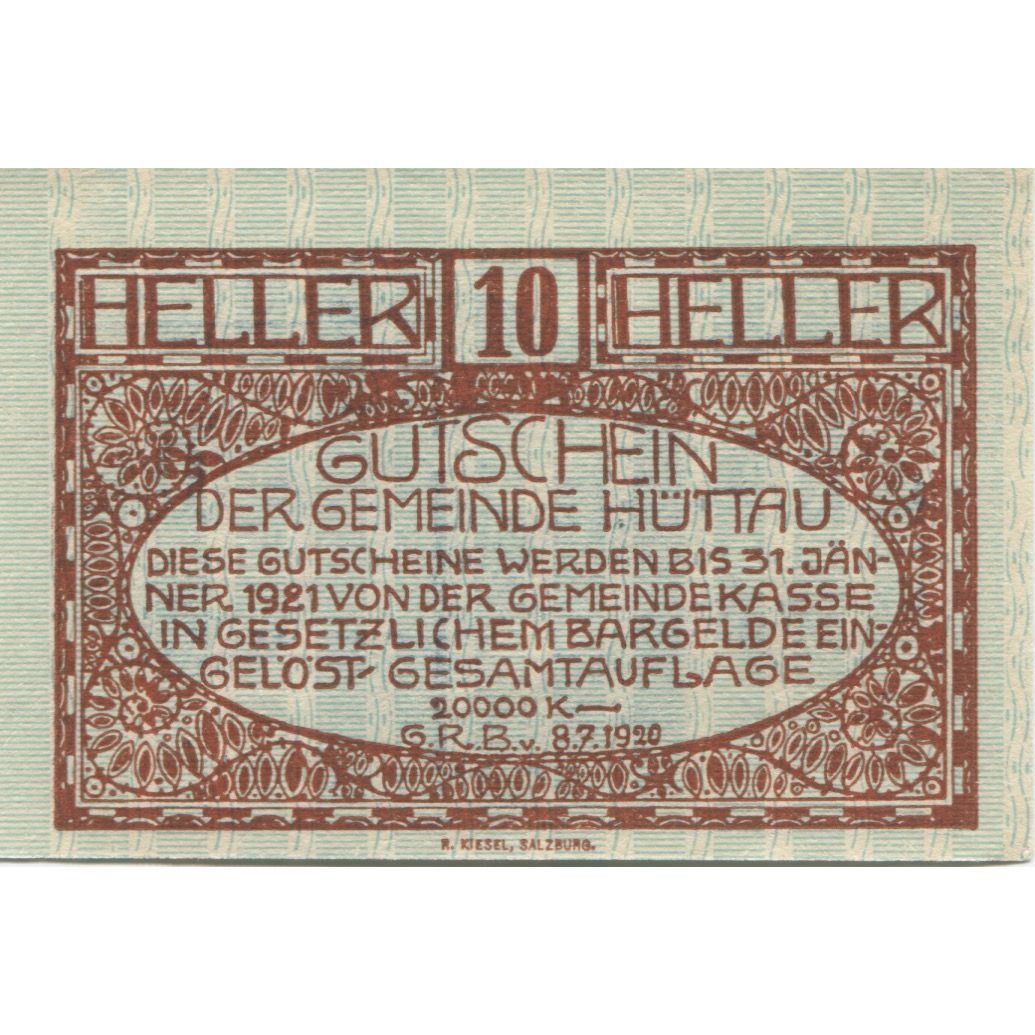 HELLER 10 HELLER
GUTSCHEIN
DER GEMEINDE HÜTTAU
DIESE GUTSCHEINE WERDEN BIS 31. JÄN-
NER 1921 VON DER GEMEINDEKASSE
IN GESETZLICHEM BARGELDE EIN-
GELÖST, GESAMTAUFLAGE
20000 K—
G.R.B.v. 8.7.1920
R. KIESEL, SALZBURG.